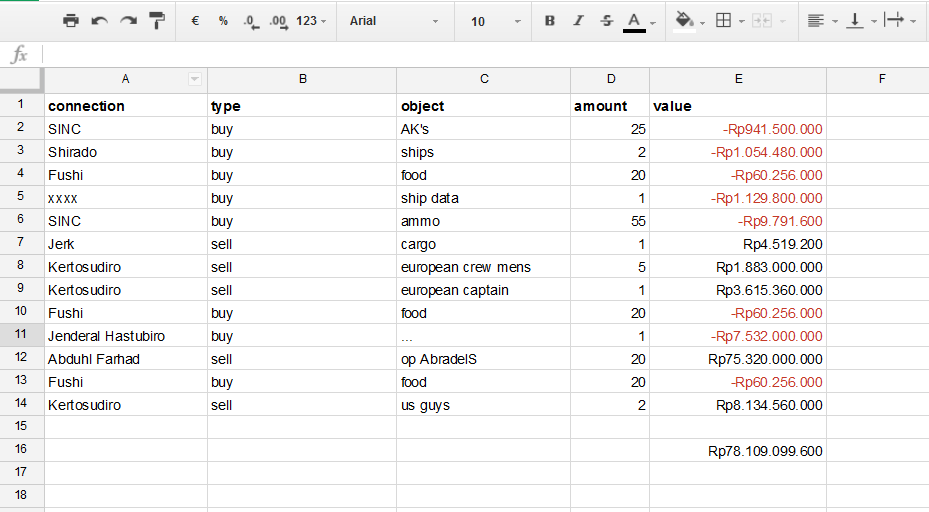 € % .0 .00 123 Arial 10 B I S A
fx
A B C D E F
1 connection type object amount value
2 SINC buy AK's 25 -Rp941.500.000
3 Shirado buy ships 2 -Rp1.054.480.000
4 Fushi buy food 20 -Rp60.256.000
5 xxxx buy ship data 1 -Rp1.129.800.000
6 SINC buy ammo 55 -Rp9.791.600
7 Jerk sell cargo 1 Rp4.519.200
8 Kertosudiro sell european crew mens 5 Rp1.883.000.000
9 Kertosudiro sell european captain 1 Rp3.615.360.000
10 Fushi buy food 20 -Rp60.256.000
11 Jenderal Hastubiro buy ... 1 -Rp7.532.000.000
12 Abduhl Farhad sell op AbradelS 20 Rp75.320.000.000
13 Fushi buy food 20 -Rp60.256.000
14 Kertosudiro sell us guys 2 Rp8.134.560.000
15
16 Rp78.109.099.600
17
18